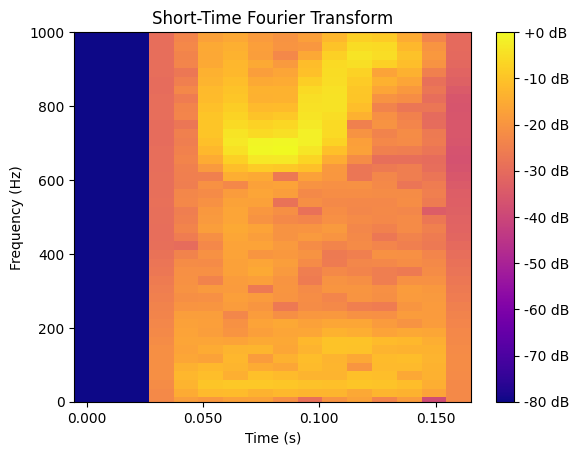 Short-Time Fourier Transform
1000
800
600
400
200
0
Frequency (Hz)
0.000
0.050
0.100
0.150
Time (s)
+0 dB
-10 dB
-20 dB
-30 dB
-40 dB
-50 dB
-60 dB
-70 dB
-80 dB